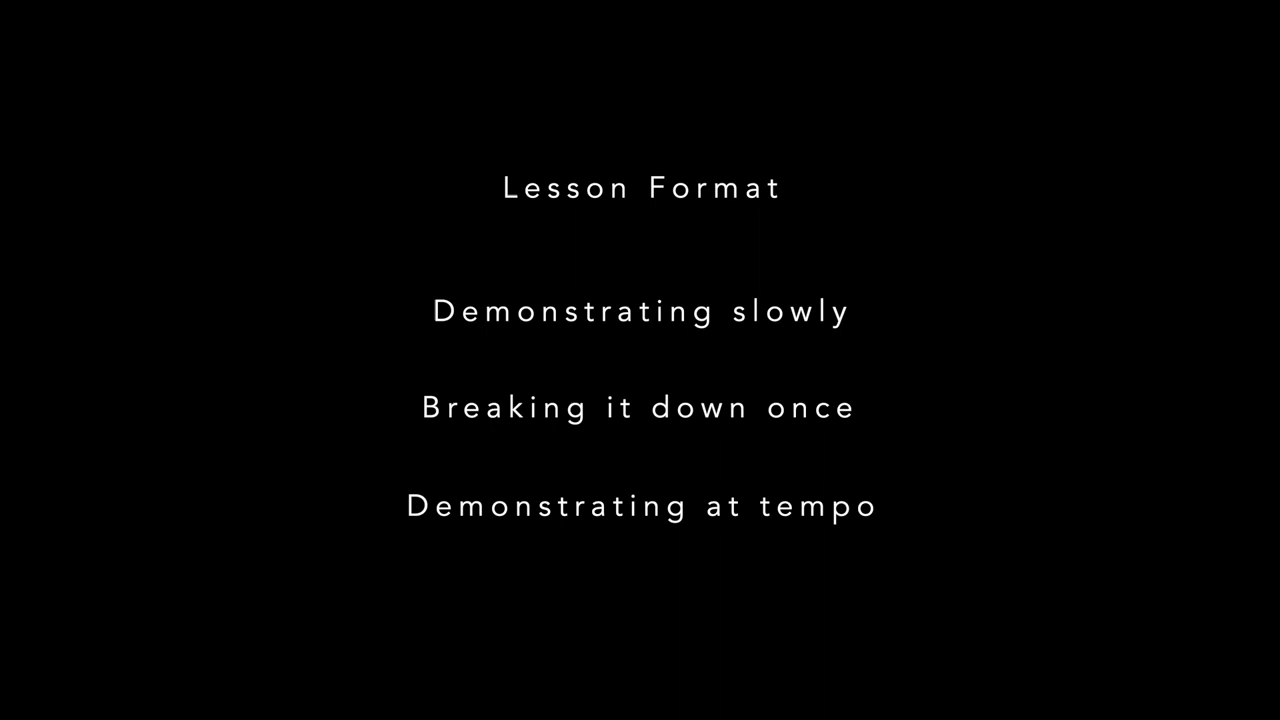 Lesson Format
Demonstrating slowly
Breaking it down once
Demonstrating at tempo